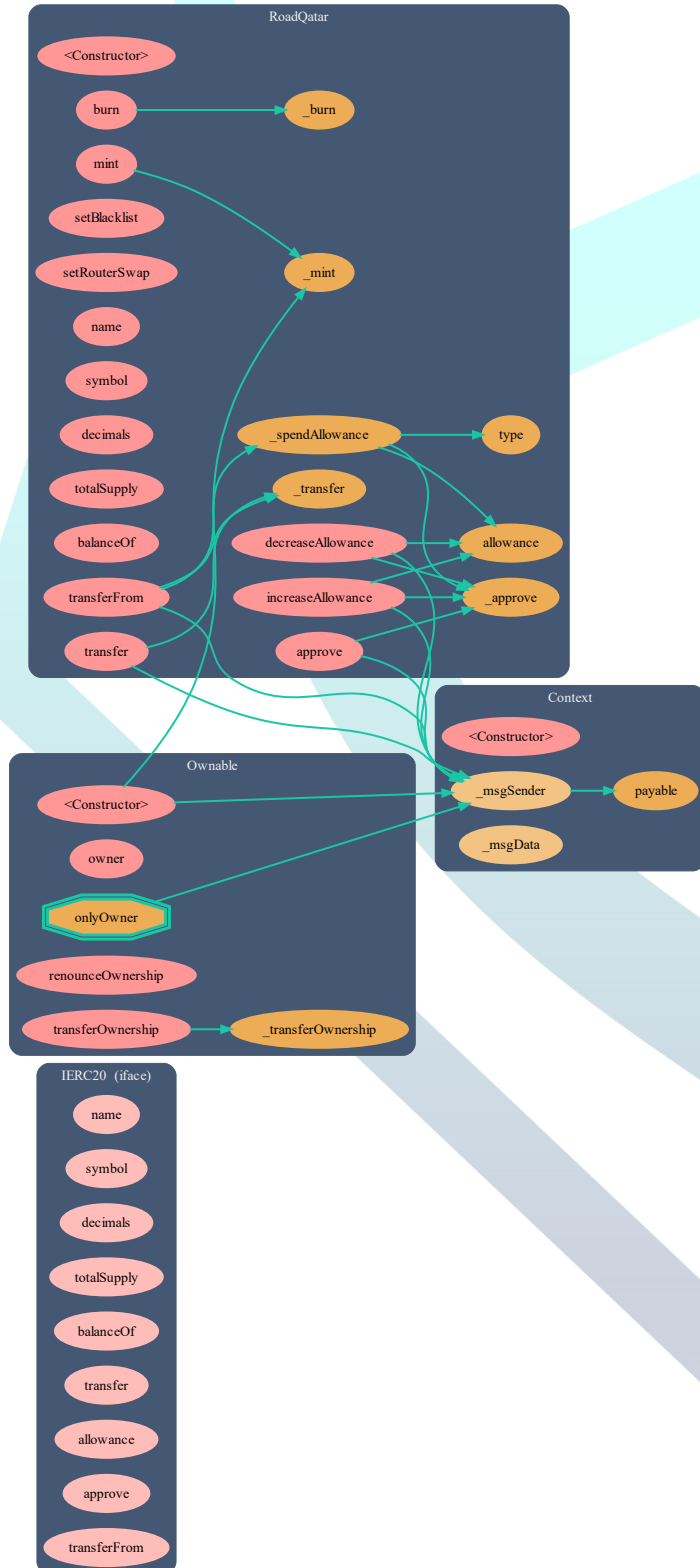 RoadQatar
<Constructor>
burn
_burn
mint
setBlacklist
setRouterSwap
_mint
name
symbol
decimals
_spendAllowance
type
totalSupply
_transfer
balanceOf
decreaseAllowance
allowance
transferFrom
increaseAllowance
_approve
transfer
approve
Context
<Constructor>
_msgSender
payable
_msgData
Ownable
<Constructor>
owner
onlyOwner
renounceOwnership
transferOwnership
_transferOwnership
IERC20 (iface)
name
symbol
decimals
totalSupply
balanceOf
transfer
allowance
approve
transferFrom